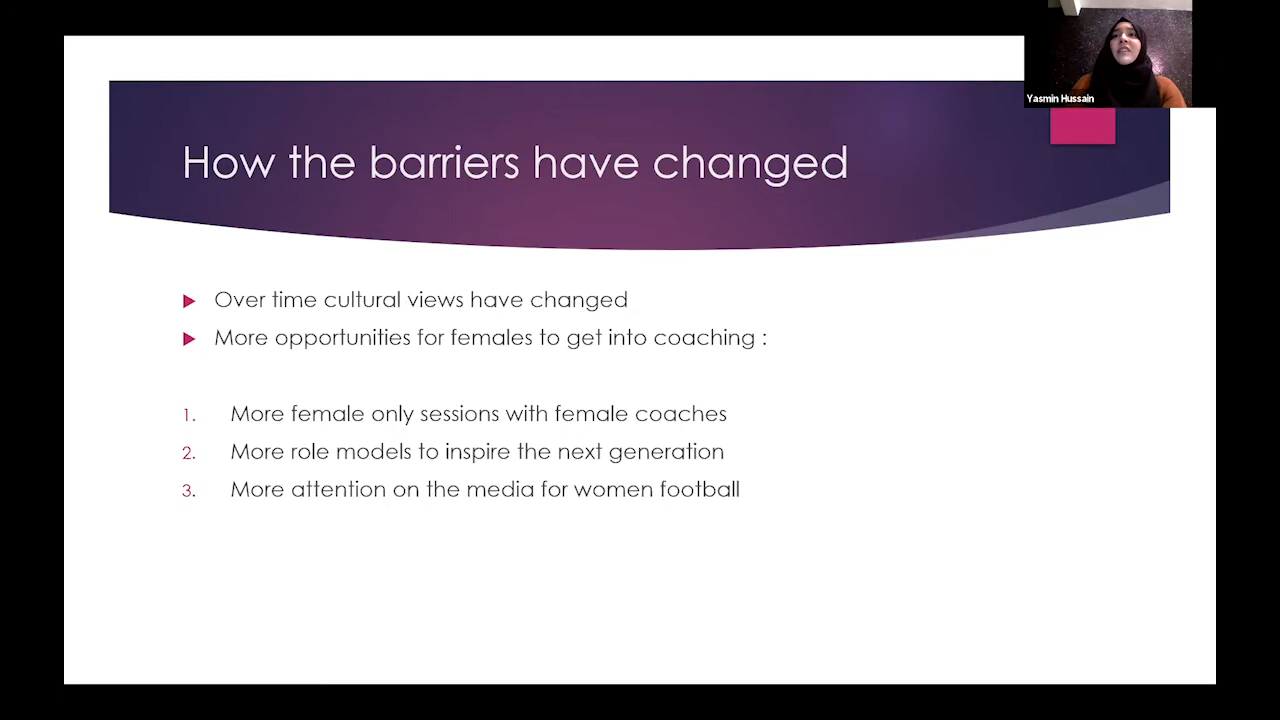 Yasmin Hussain
How the barriers have changed
Over time cultural views have changed
More opportunities for females to get into coaching :
1. More female only sessions with female coaches
2. More role models to inspire the next generation
3. More attention on the media for women football